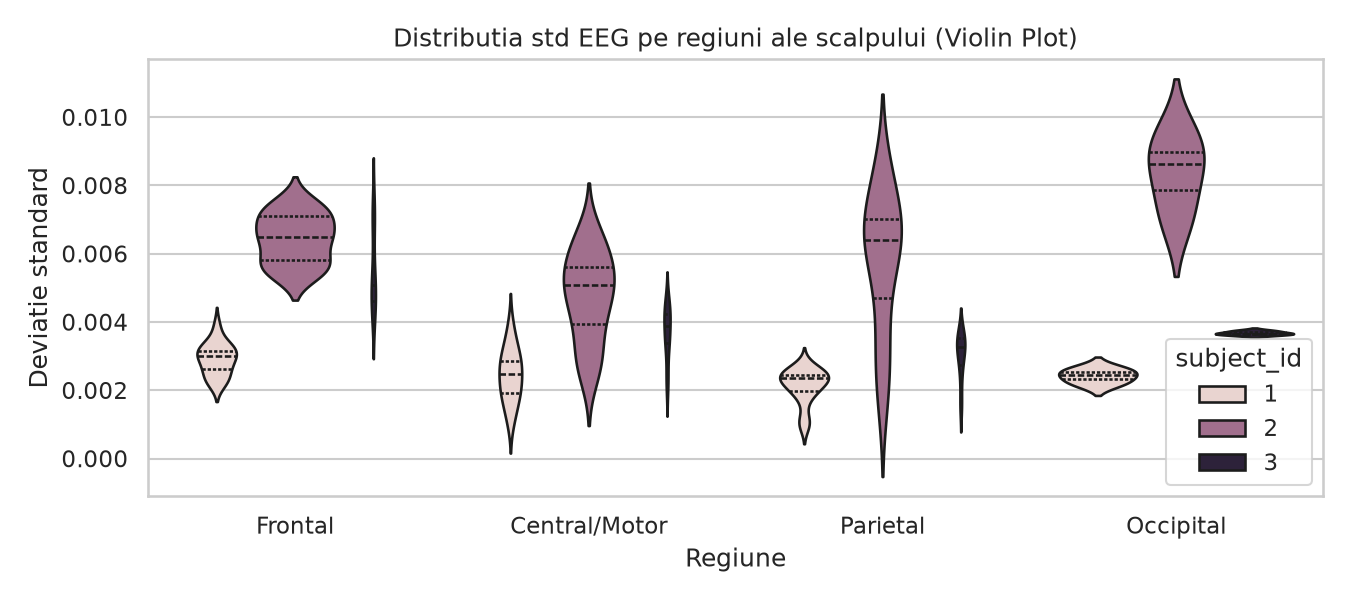 Distributia std EEG pe regiuni ale scalpului (Violin Plot)
Deviatie standard
0.010
0.008
0.006
0.004
0.002
0.000
Frontal
Central/Motor
Parietal
Occipital
Regiune
subject_id
1
2
3